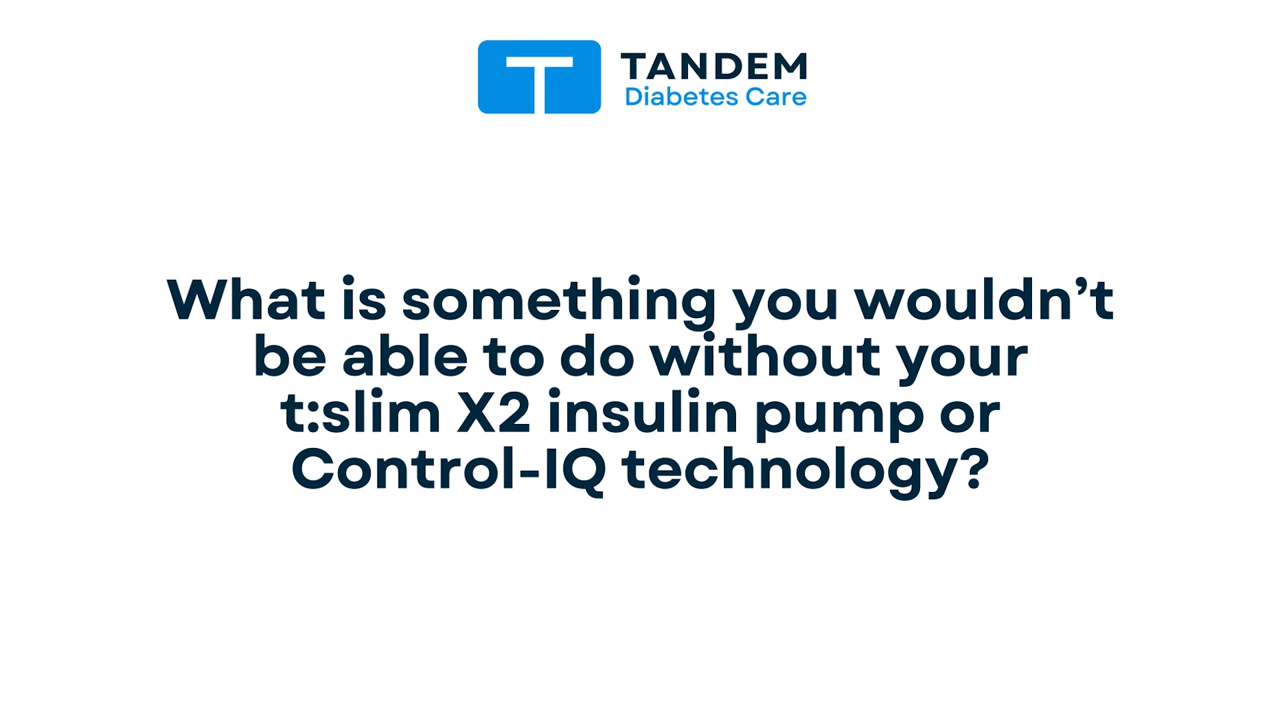 T
TANDEM
Diabetes Care
What is something you wouldn’t
be able to do without your
t:slim X2 insulin pump or
Control-IQ technology?